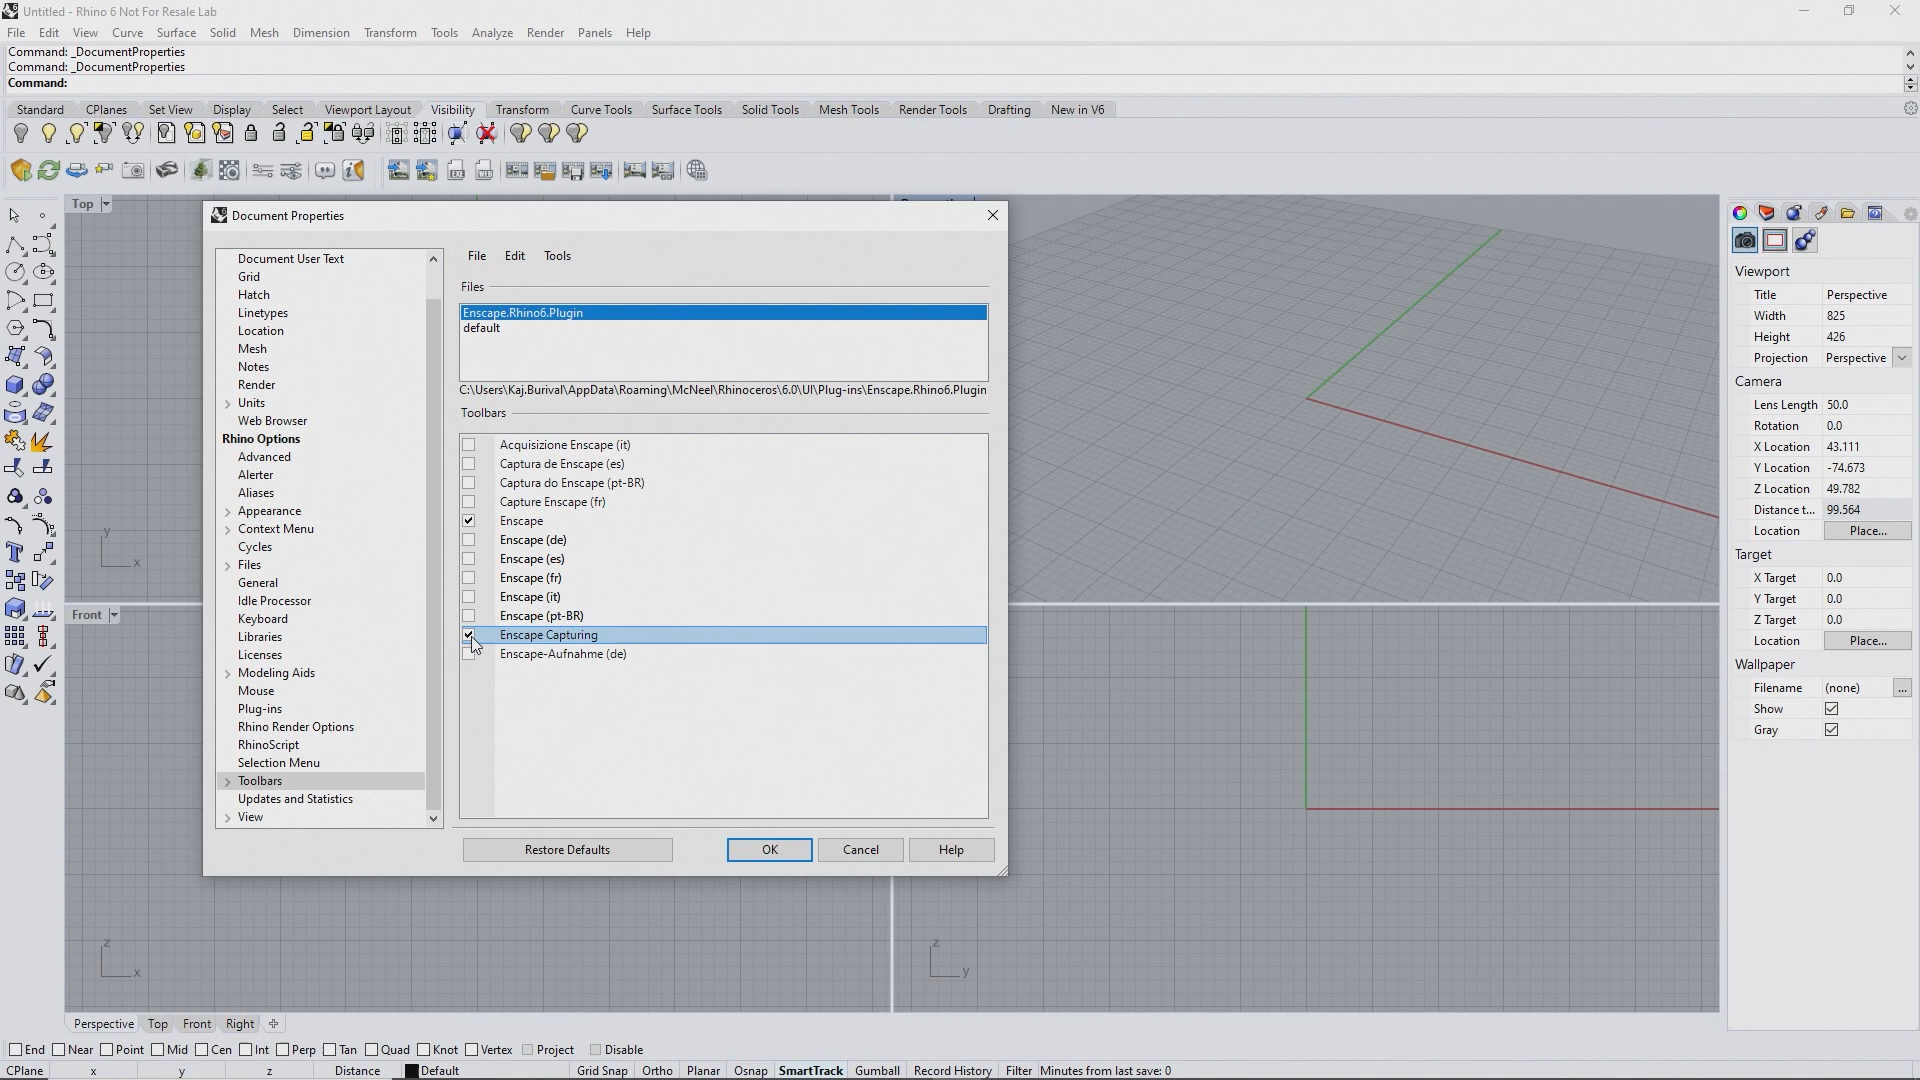 Untitled - Rhino 6 Not For Resale Lab
File Edit View Curve Surface Solid Mesh Dimension Transform Tools Analyze Render Panels Help
Command: _DocumentProperties
Command: _DocumentProperties
Command:
Standard CPlanes Set View Display Select Viewport Layout Visibility Transform Curve Tools Surface Tools Solid Tools Mesh Tools Render Tools Drafting New in V6
Top
Document Properties
Document User Text
Grid
Hatch
Linetypes
Location
Mesh
Notes
Render
Units
Web Browser
Rhino Options
Advanced
Alerter
Aliases
Appearance
Context Menu
Cycles
Files
General
Idle Processor
Keyboard
Libraries
Licenses
Modeling Aids
Mouse
Plug-ins
Rhino Render Options
RhinoScript
Selection Menu
Toolbars
Updates and Statistics
View
File Edit Tools
Files
Enscape.Rhino6.Plugin
default
C:\Users\Kaj.Burival\AppData\Roaming\McNeel\Rhinoceros\6.0\UI\Plug-ins\Enscape.Rhino6.Plugin
Toolbars
Acquisizione Enscape (it)
Captura de Enscape (es)
Captura do Enscape (pt-BR)
Capture Enscape (fr)
Enscape
Enscape (de)
Enscape (es)
Enscape (fr)
Enscape (it)
Enscape (pt-BR)
Enscape Capturing
Enscape-Aufnahme (de)
Restore Defaults OK Cancel Help
y
x
Front
z
x
z
y
Viewport
Title Perspective
Width 825
Height 426
Projection Perspective
Camera
Lens Length 50.0
Rotation 0.0
X Location 43.111
Y Location -74.673
Z Location 49.782
Distance t... 99.564
Location Place...
Target
X Target 0.0
Y Target 0.0
Z Target 0.0
Location Place...
Wallpaper
Filename (none) ...
Show
Gray
Perspective Top Front Right
End Near Point Mid Cen Int Perp Tan Quad Knot Vertex Project Disable
CPlane x y z Distance Default Grid Snap Ortho Planar Osnap SmartTrack Gumball Record History Filter Minutes from last save: 0